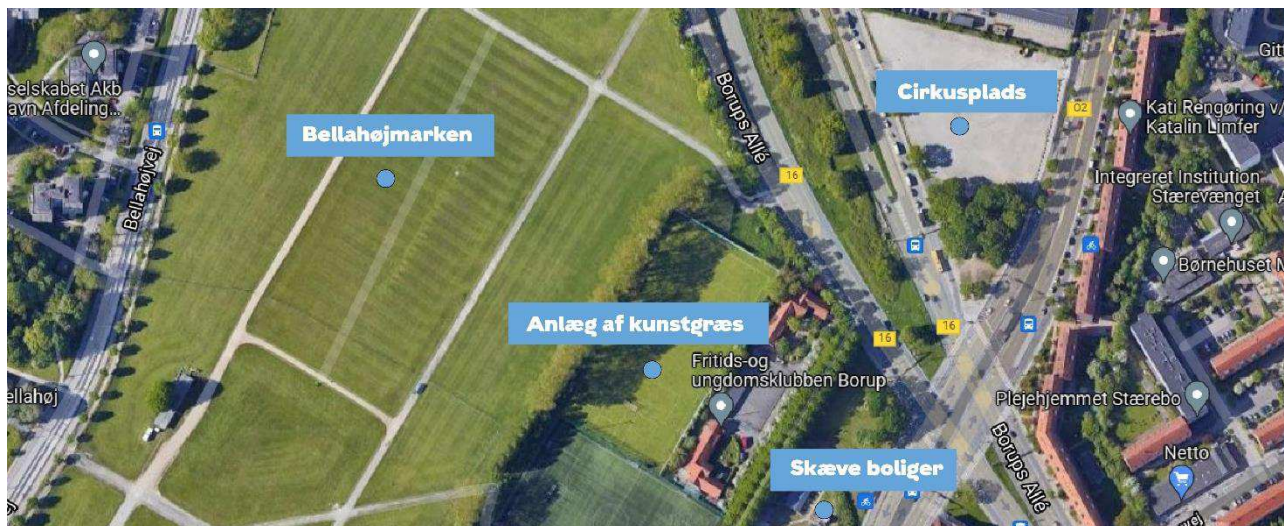 selskabet Akb
avn Afdeling...
Bellahøjvej
Bellahøjmarken
Borups Allé
16
Cirkusplads
02
Kati Rengøring v/
Katalin Limfer
Integreret Institution
Stærevænget
Børnehuset M
Anlæg af kunstgræs
16
16
Fritids-og
ungdomsklubben Borup
ellahøj
Plejehjemmet Stærebo
Skæve boliger
Borups Allé
Netto